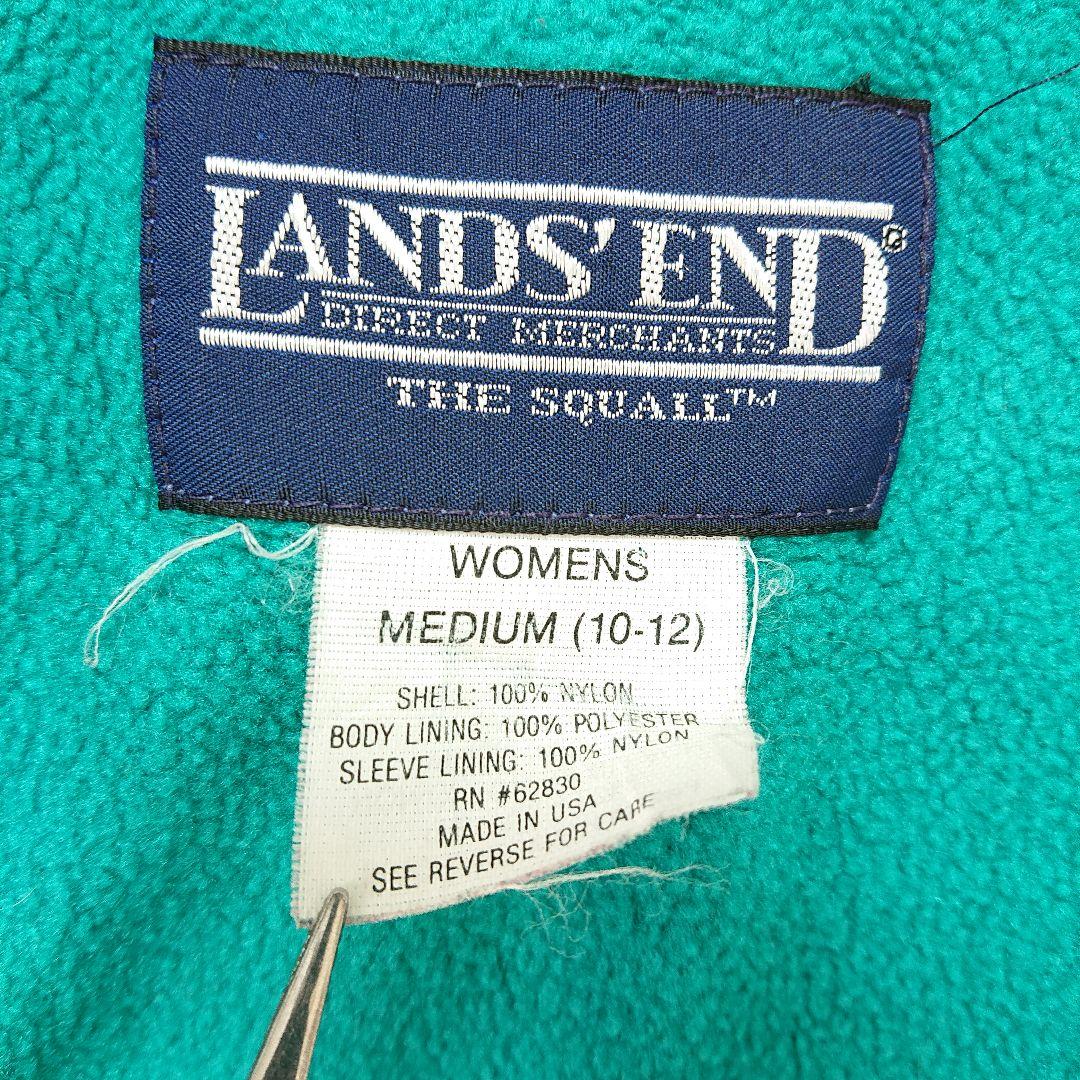 LANDS' END®
DIRECT MERCHANTS
THE SQUALL™
WOMENS
MEDIUM (10-12)
SHELL: 100% NYLON
BODY LINING: 100% POLYESTER
SLEEVE LINING: 100% NYLON
RN #62830
MADE IN USA
SEE REVERSE FOR CARE